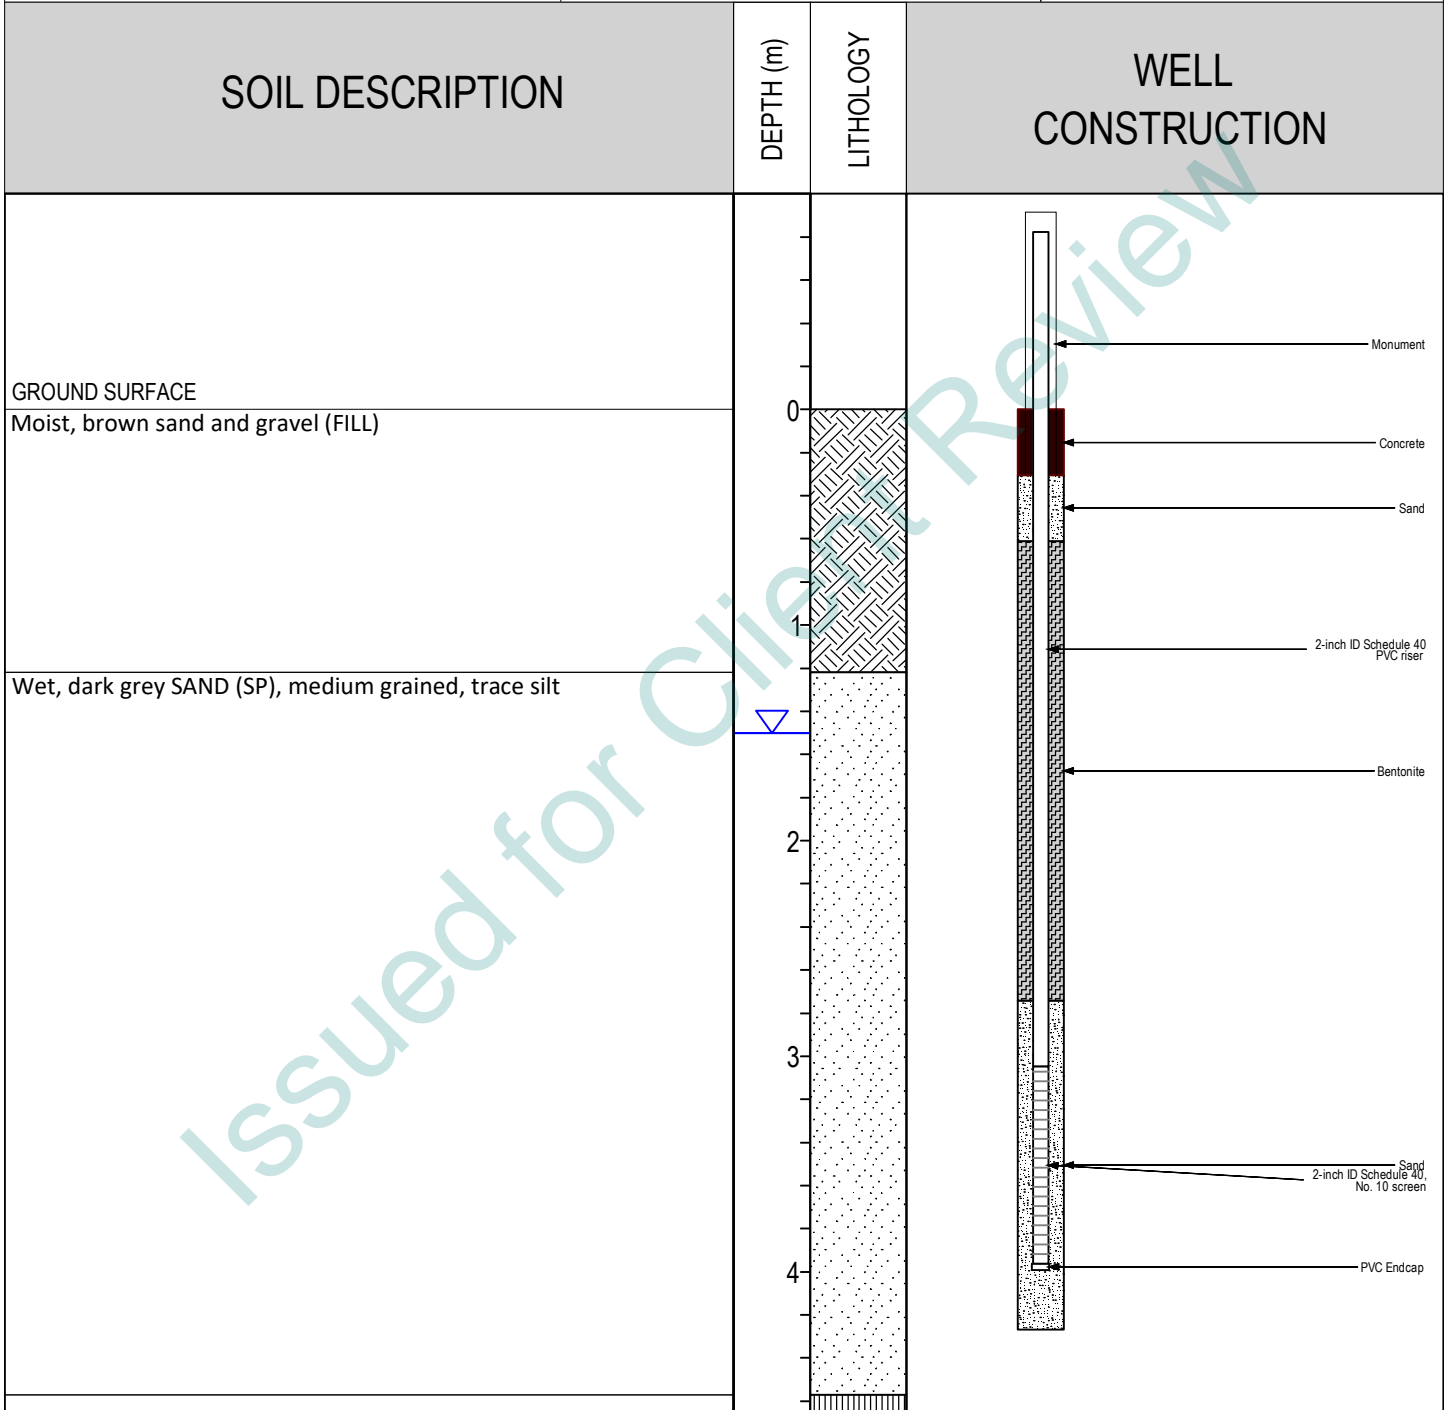 SOIL DESCRIPTION
DEPTH (m)
LITHOLOGY
WELL
CONSTRUCTION
GROUND SURFACE
Moist, brown sand and gravel (FILL)
Wet, dark grey SAND (SP), medium grained, trace silt
0
1
2
3
4
Monument
Concrete
Sand
2-inch ID Schedule 40
PVC riser
Bentonite
Sand
2-inch ID Schedule 40,
No. 10 screen
PVC Endcap
Issued for Client Review